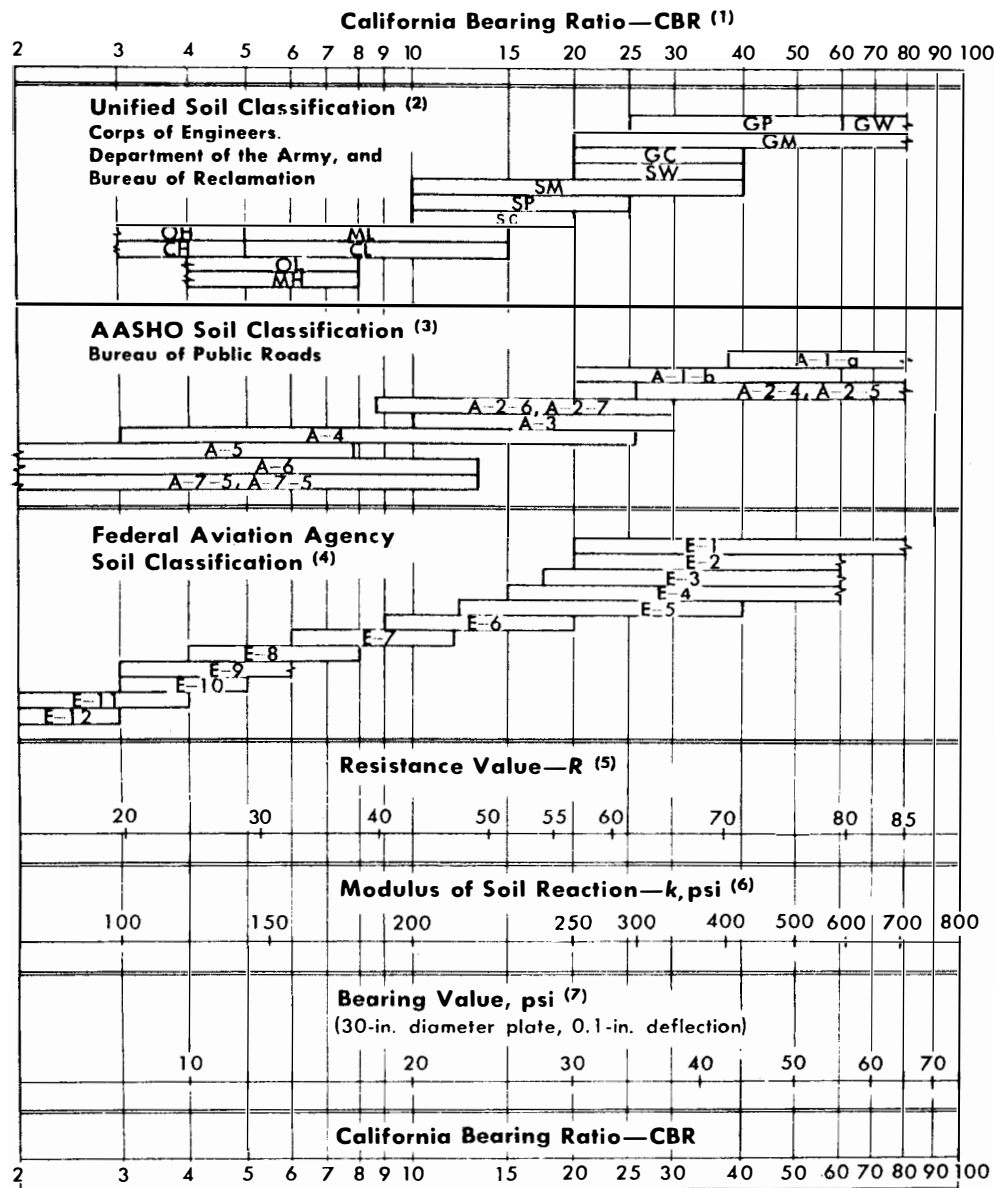 California Bearing Ratio—CBR (1)
2 3 4 5 6 7 8 9 10 15 20 25 30 40 50 60 70 80 90 100
Unified Soil Classification (2)
Corps of Engineers.
Department of the Army, and
Bureau of Reclamation
GP GW
GM
GC
SW
SM
SP
SC
OH ML
CH CL
OL
MH
AASHO Soil Classification (3)
Bureau of Public Roads
A-1-a
A-1-b
A-2-4, A-2-5
A-2-6, A-2-7
A-3
A-4
A-5
A-6
A-7-5, A-7-5
Federal Aviation Agency
Soil Classification (4)
E-1
E-2
E-3
E-4
E-5
E-6
E-7
E-8
E-9
E-10
E-11
E-12
Resistance Value—R (5)
20 30 40 50 55 60 70 80 85
Modulus of Soil Reaction—k, psi (6)
100 150 200 250 300 400 500 600 700 800
Bearing Value, psi (7)
(30-in. diameter plate, 0.1-in. deflection)
10 20 30 40 50 60 70
California Bearing Ratio—CBR
2 3 4 5 6 7 8 9 10 15 20 25 30 40 50 60 70 80 90 100